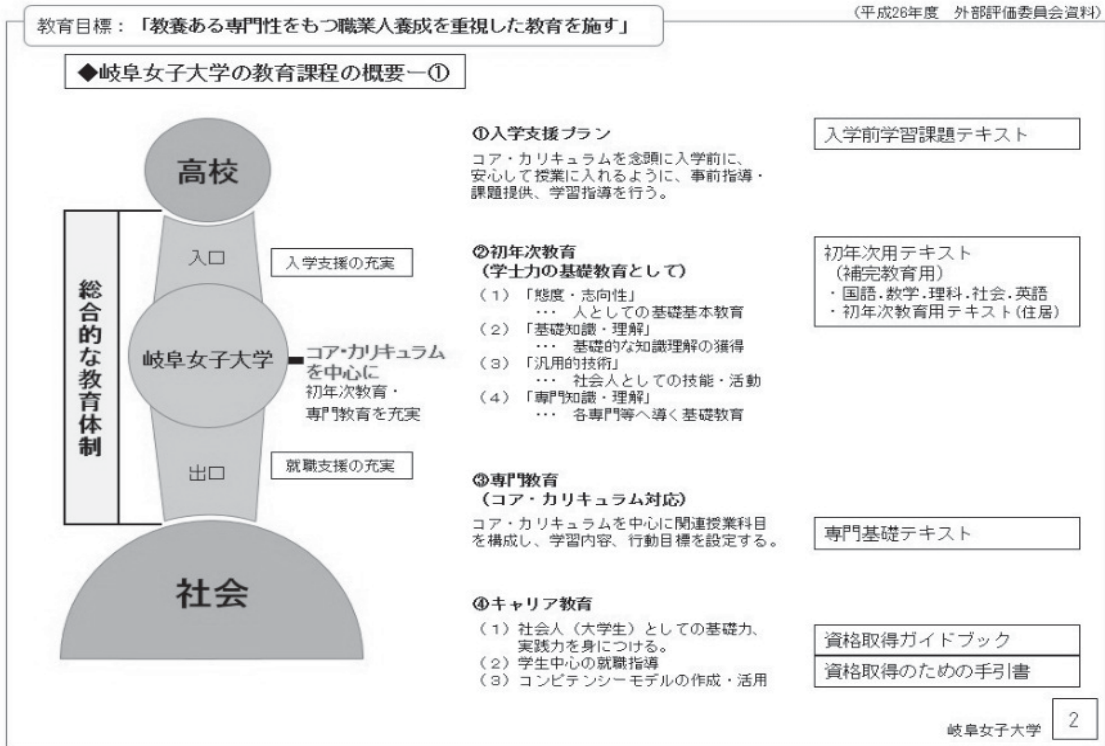 (平成26年度　外部評価委員会資料)
教育目標：「教養ある専門性をもつ職業人養成を重視した教育を施す」
◆岐阜女子大学の教育課程の概要ー①
高校
入口
入学支援の充実
総合的な教育体制
岐阜女子大学
コア・カリキュラム
を中心に
初年次教育・
専門教育を充実
出口
就職支援の充実
社会
①入学支援プラン
コア・カリキュラムを念頭に入学前に、
安心して授業に入れるように、事前指導・
課題提供、学習指導を行う。
入学前学習課題テキスト
②初年次教育
（学士力の基礎教育として）
（１）「態度・志向性」
… 人としての基礎基本教育
（２）「基礎知識・理解」
… 基礎的な知識理解の獲得
（３）「汎用的技術」
… 社会人としての技能・活動
（４）「専門知識・理解」
… 各専門等へ導く基礎教育
初年次用テキスト
（補完教育用）
・国語.数学.理科.社会.英語
・初年次教育用テキスト(住居)
③専門教育
（コア・カリキュラム対応）
コア・カリキュラムを中心に関連授業科目
を構成し、学習内容、行動目標を設定する。
専門基礎テキスト
④キャリア教育
（１）社会人（大学生）としての基礎力、
実践力を身につける。
（２）学生中心の就職指導
（３）コンピテンシーモデルの作成・活用
資格取得ガイドブック
資格取得のための手引書
岐阜女子大学
2